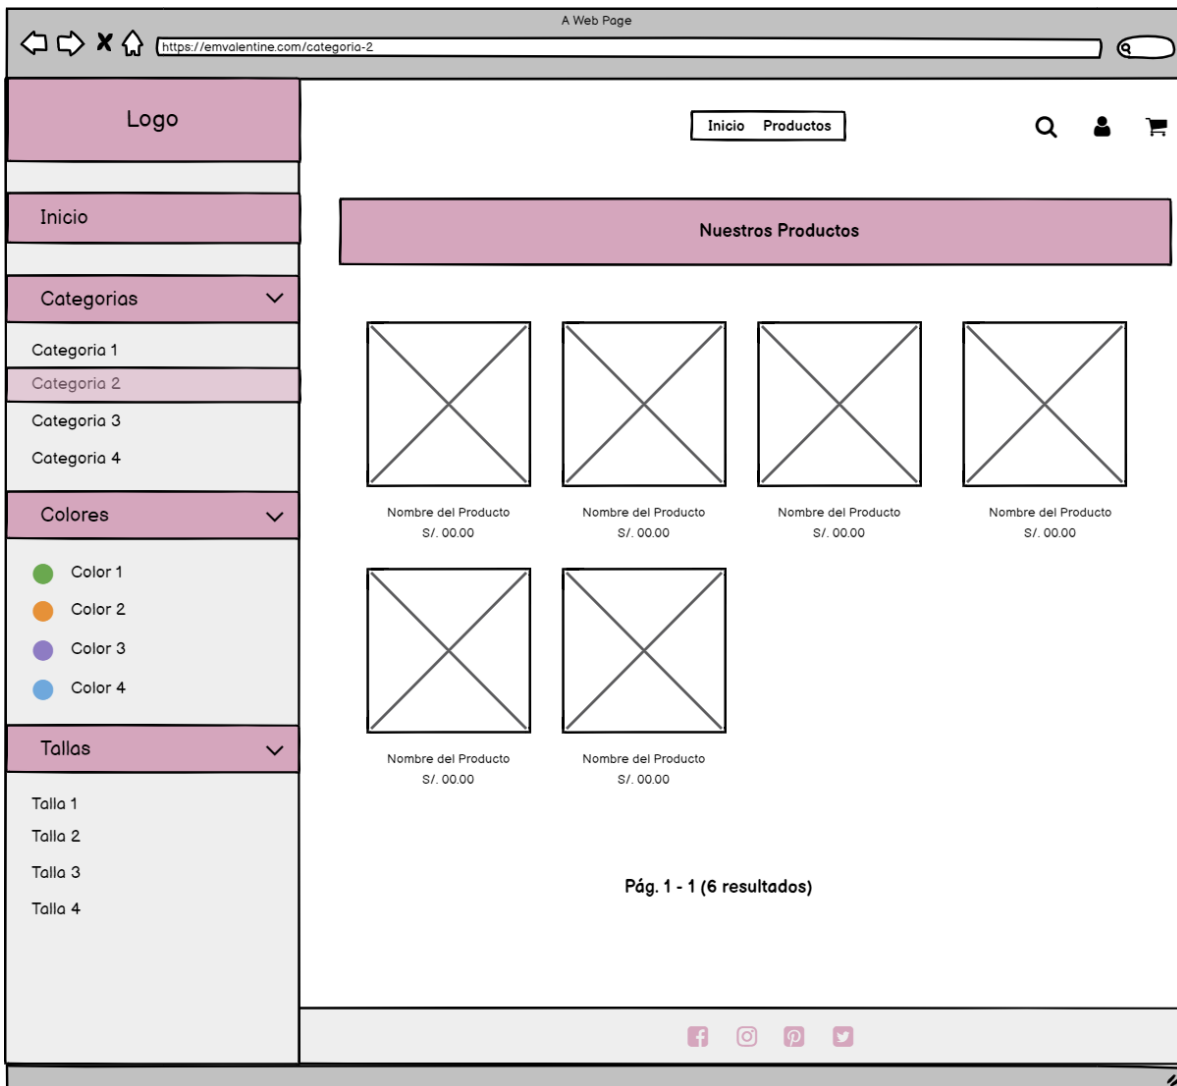 A Web Page
https://emvalentine.com/categoria-2
Logo
Inicio
Categorias
Categoria 1
Categoria 2
Categoria 3
Categoria 4
Colores
Color 1
Color 2
Color 3
Color 4
Tallas
Talla 1
Talla 2
Talla 3
Talla 4
Inicio Productos
Nuestros Productos
Nombre del Producto
S/. 00.00
Nombre del Producto
S/. 00.00
Nombre del Producto
S/. 00.00
Nombre del Producto
S/. 00.00
Nombre del Producto
S/. 00.00
Nombre del Producto
S/. 00.00
Pág. 1 - 1 (6 resultados)